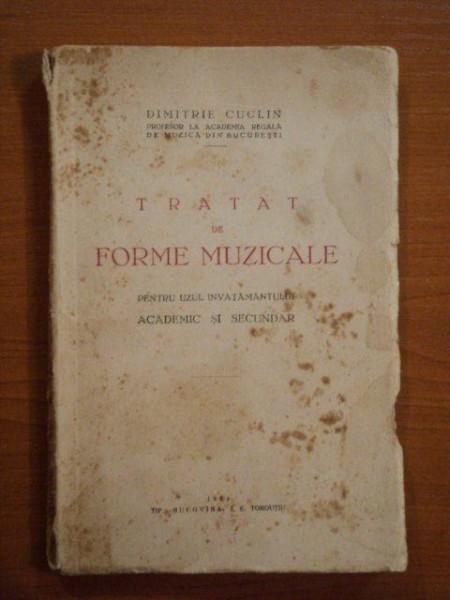 DIMITRIE CUCLIN
PROFESOR LA ACADEMIA REGALĂ
DE MUZICĂ DIN BUCUREȘTI
TRATAT
DE
FORME MUZICALE
PENTRU UZUL INVĂȚĂMÂNTULUI
ACADEMIC ȘI SECUNDAR
TIP. BUCOVINA, I. E. TOROUȚIU